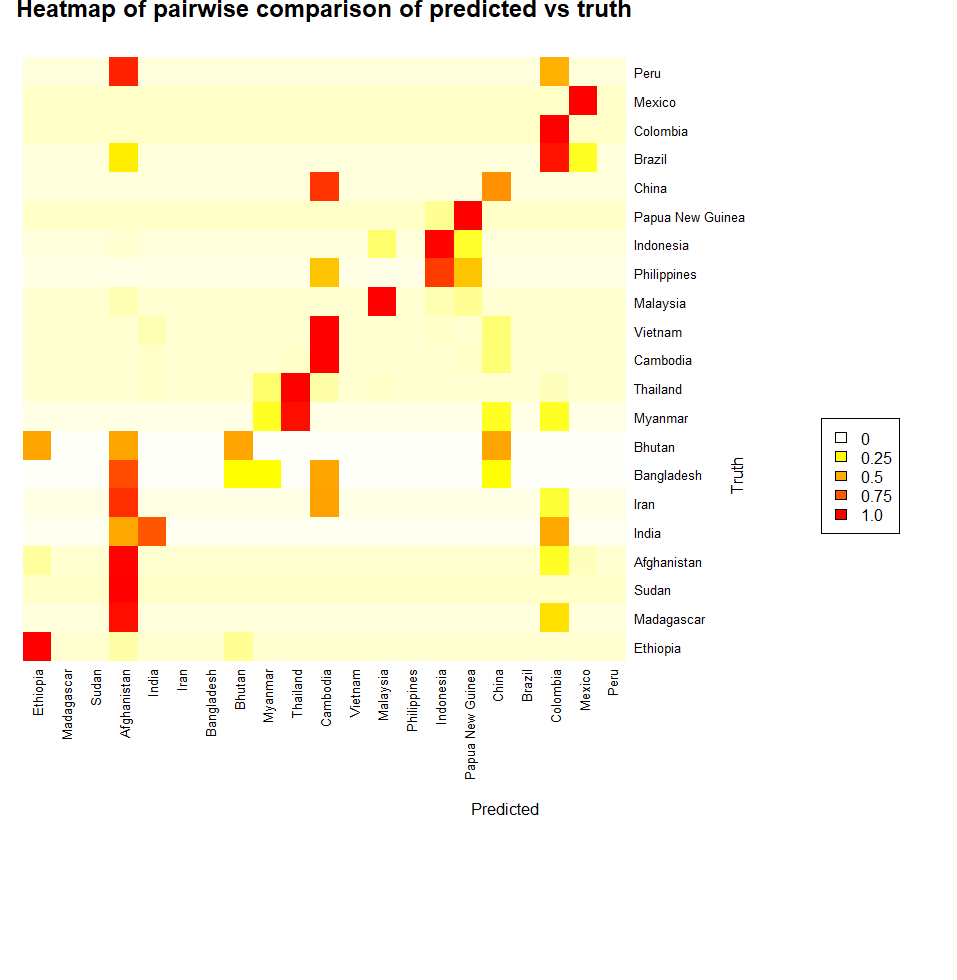 Heatmap of pairwise comparison of predicted vs truth
Peru
Mexico
Colombia
Brazil
China
Papua New Guinea
Indonesia
Philippines
Malaysia
Vietnam
Cambodia
Thailand
Myanmar
Bhutan
Bangladesh
Iran
India
Afghanistan
Sudan
Madagascar
Ethiopia
Truth
0
0.25
0.5
0.75
1.0
Ethiopia
Madagascar
Sudan
Afghanistan
India
Iran
Bangladesh
Bhutan
Myanmar
Thailand
Cambodia
Vietnam
Malaysia
Philippines
Indonesia
Papua New Guinea
China
Brazil
Colombia
Mexico
Peru
Predicted